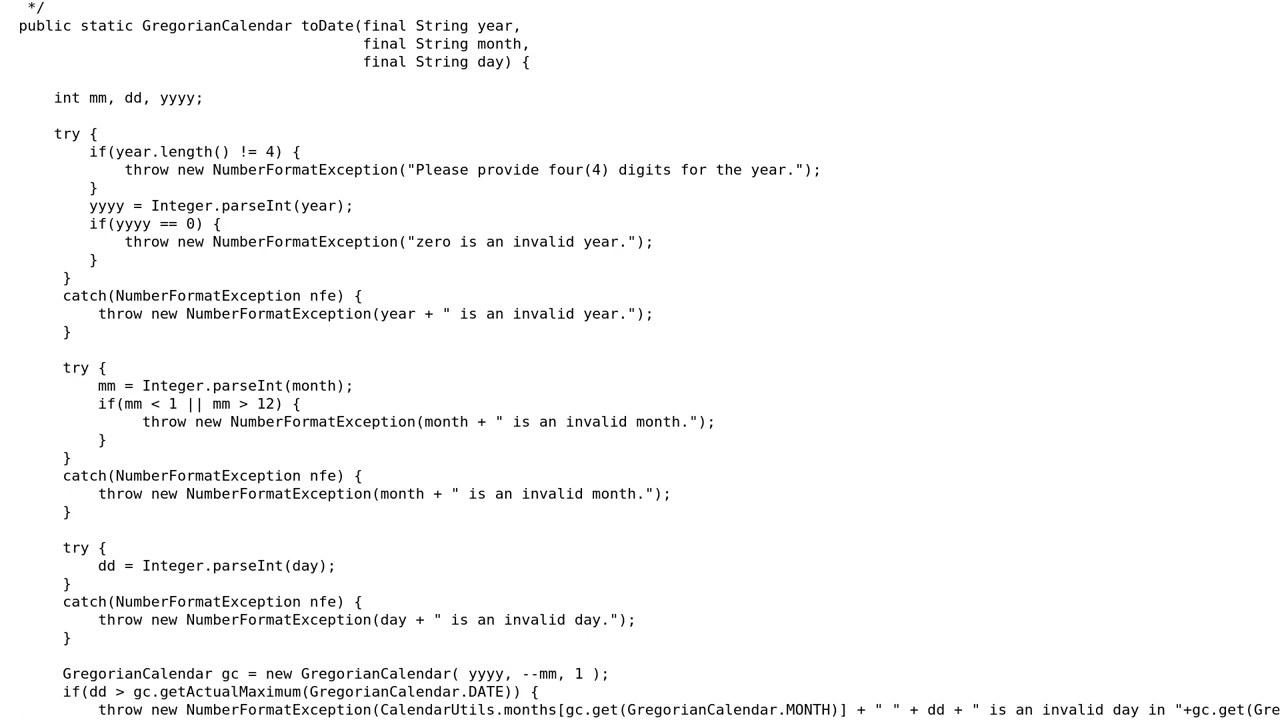 */
public static GregorianCalendar toDate(final String year,
final String month,
final String day) {
int mm, dd, yyyy;
try {
if(year.length() != 4) {
throw new NumberFormatException("Please provide four(4) digits for the year.");
}
yyyy = Integer.parseInt(year);
if(yyyy == 0) {
throw new NumberFormatException("zero is an invalid year.");
}
}
catch(NumberFormatException nfe) {
throw new NumberFormatException(year + " is an invalid year.");
}
try {
mm = Integer.parseInt(month);
if(mm < 1 || mm > 12) {
throw new NumberFormatException(month + " is an invalid month.");
}
}
catch(NumberFormatException nfe) {
throw new NumberFormatException(month + " is an invalid month.");
}
try {
dd = Integer.parseInt(day);
}
catch(NumberFormatException nfe) {
throw new NumberFormatException(day + " is an invalid day.");
}
GregorianCalendar gc = new GregorianCalendar( yyyy, --mm, 1 );
if(dd > gc.getActualMaximum(GregorianCalendar.DATE)) {
throw new NumberFormatException(CalendarUtils.months[gc.get(GregorianCalendar.MONTH)] + " " + dd + " is an invalid day in "+gc.get(Gre